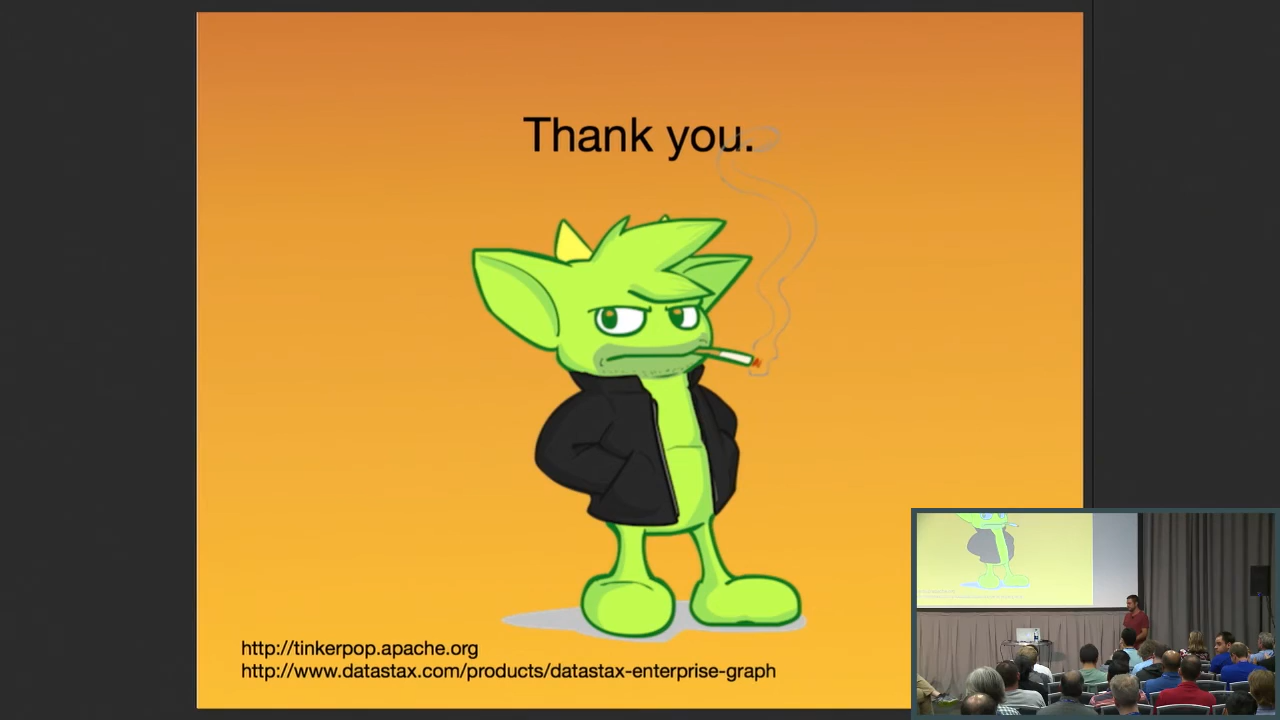 Thank you.
http://tinkerpop.apache.org
http://www.datastax.com/products/datastax-enterprise-graph